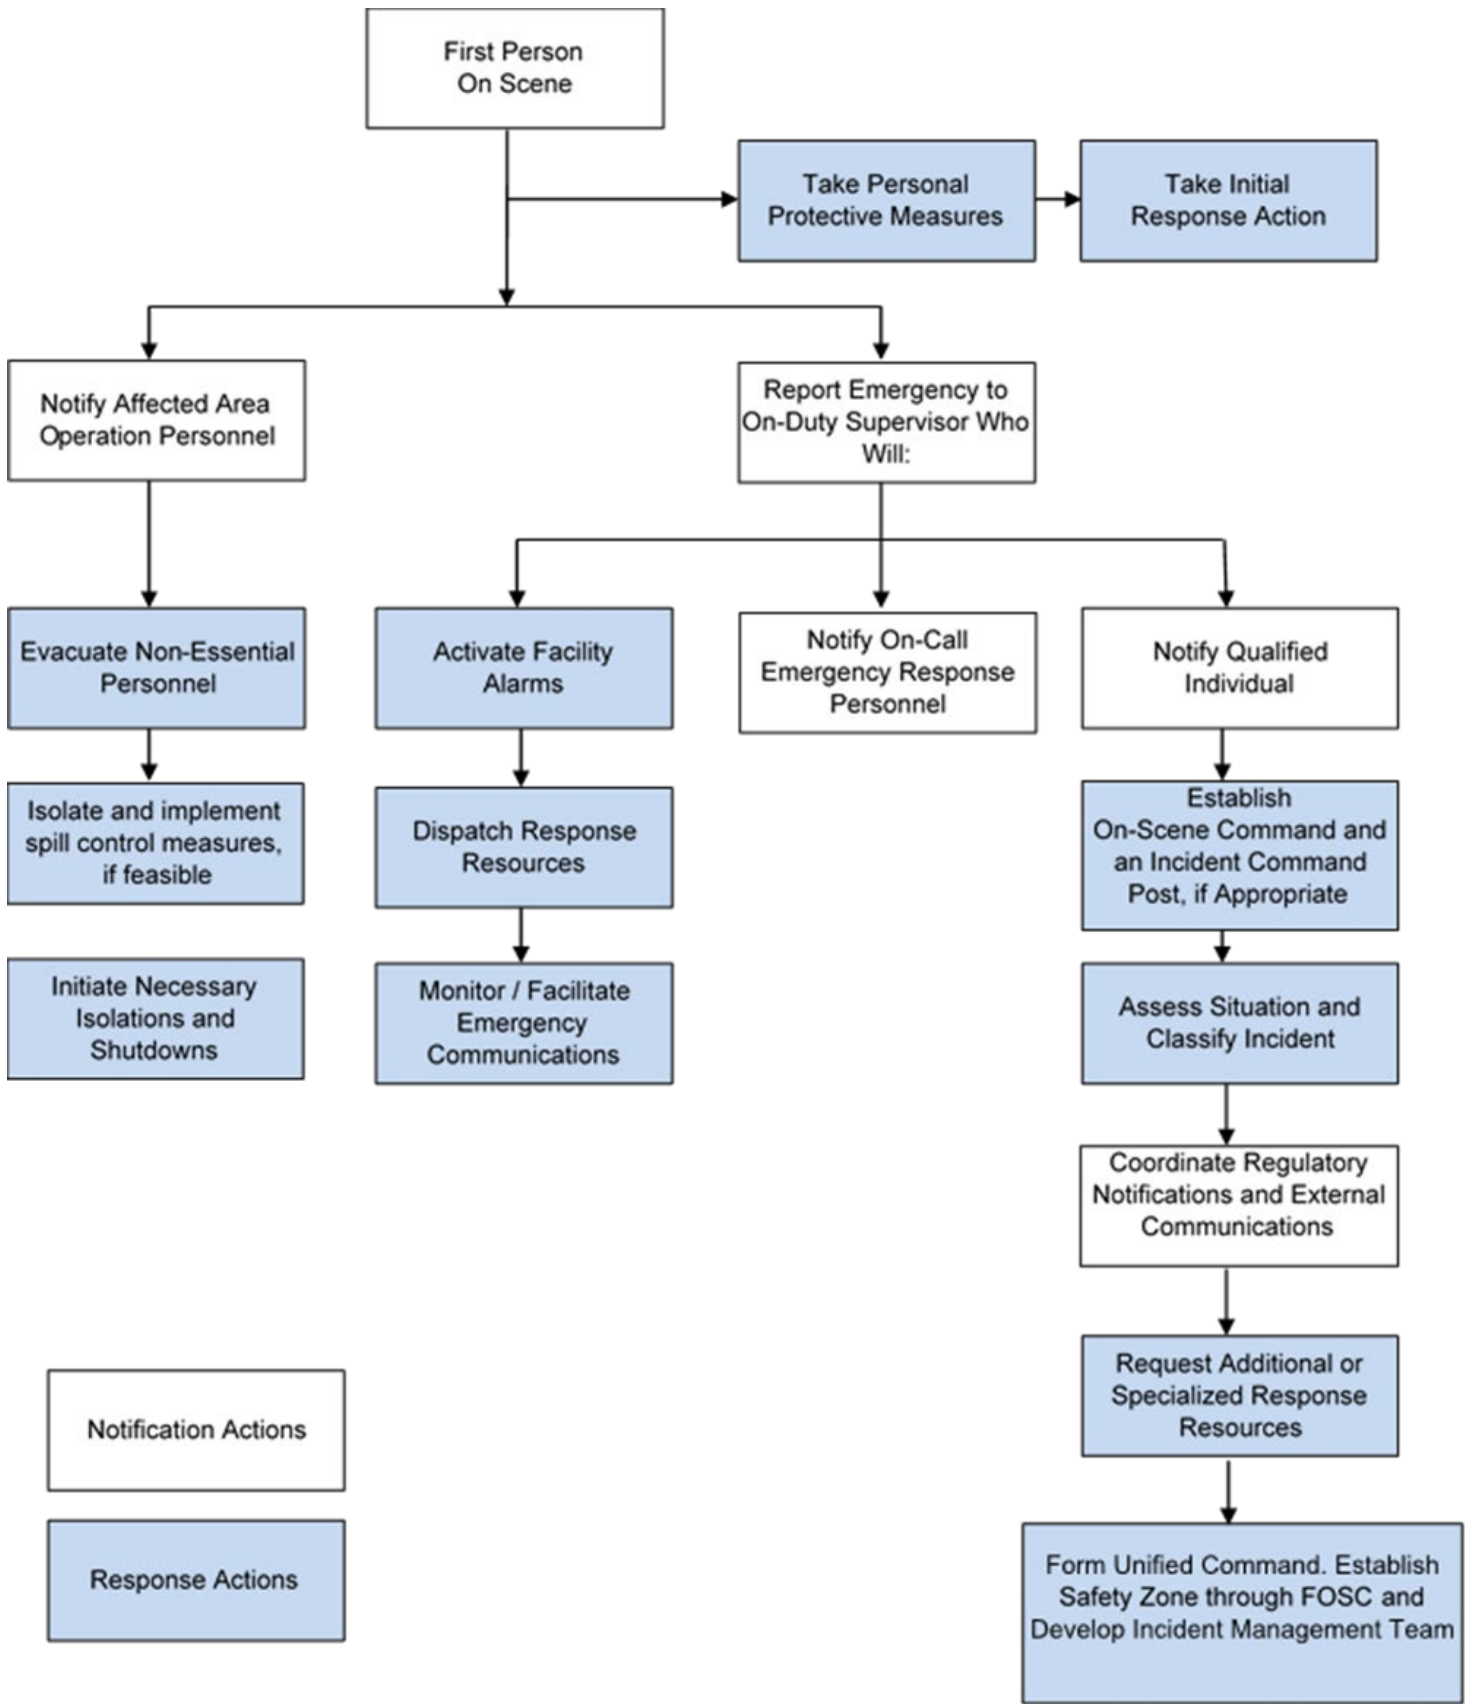 First Person
On Scene
Take Personal
Protective Measures
Take Initial
Response Action
Notify Affected Area
Operation Personnel
Report Emergency to
On-Duty Supervisor Who
Will:
Evacuate Non-Essential
Personnel
Activate Facility
Alarms
Notify On-Call
Emergency Response
Personnel
Notify Qualified
Individual
Isolate and implement
spill control measures,
if feasible
Dispatch Response
Resources
Establish
On-Scene Command and
an Incident Command
Post, if Appropriate
Initiate Necessary
Isolations and
Shutdowns
Monitor / Facilitate
Emergency
Communications
Assess Situation and
Classify Incident
Coordinate Regulatory
Notifications and External
Communications
Request Additional or
Specialized Response
Resources
Notification Actions
Response Actions
Form Unified Command. Establish
Safety Zone through FOSC and
Develop Incident Management Team